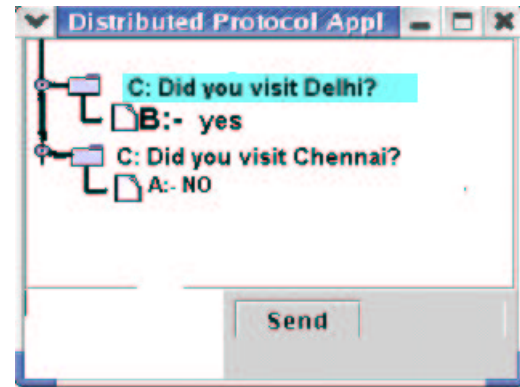 Distributed Protocol Appl
C: Did you visit Delhi?
B:- yes
C: Did you visit Chennai?
A:- NO
Send